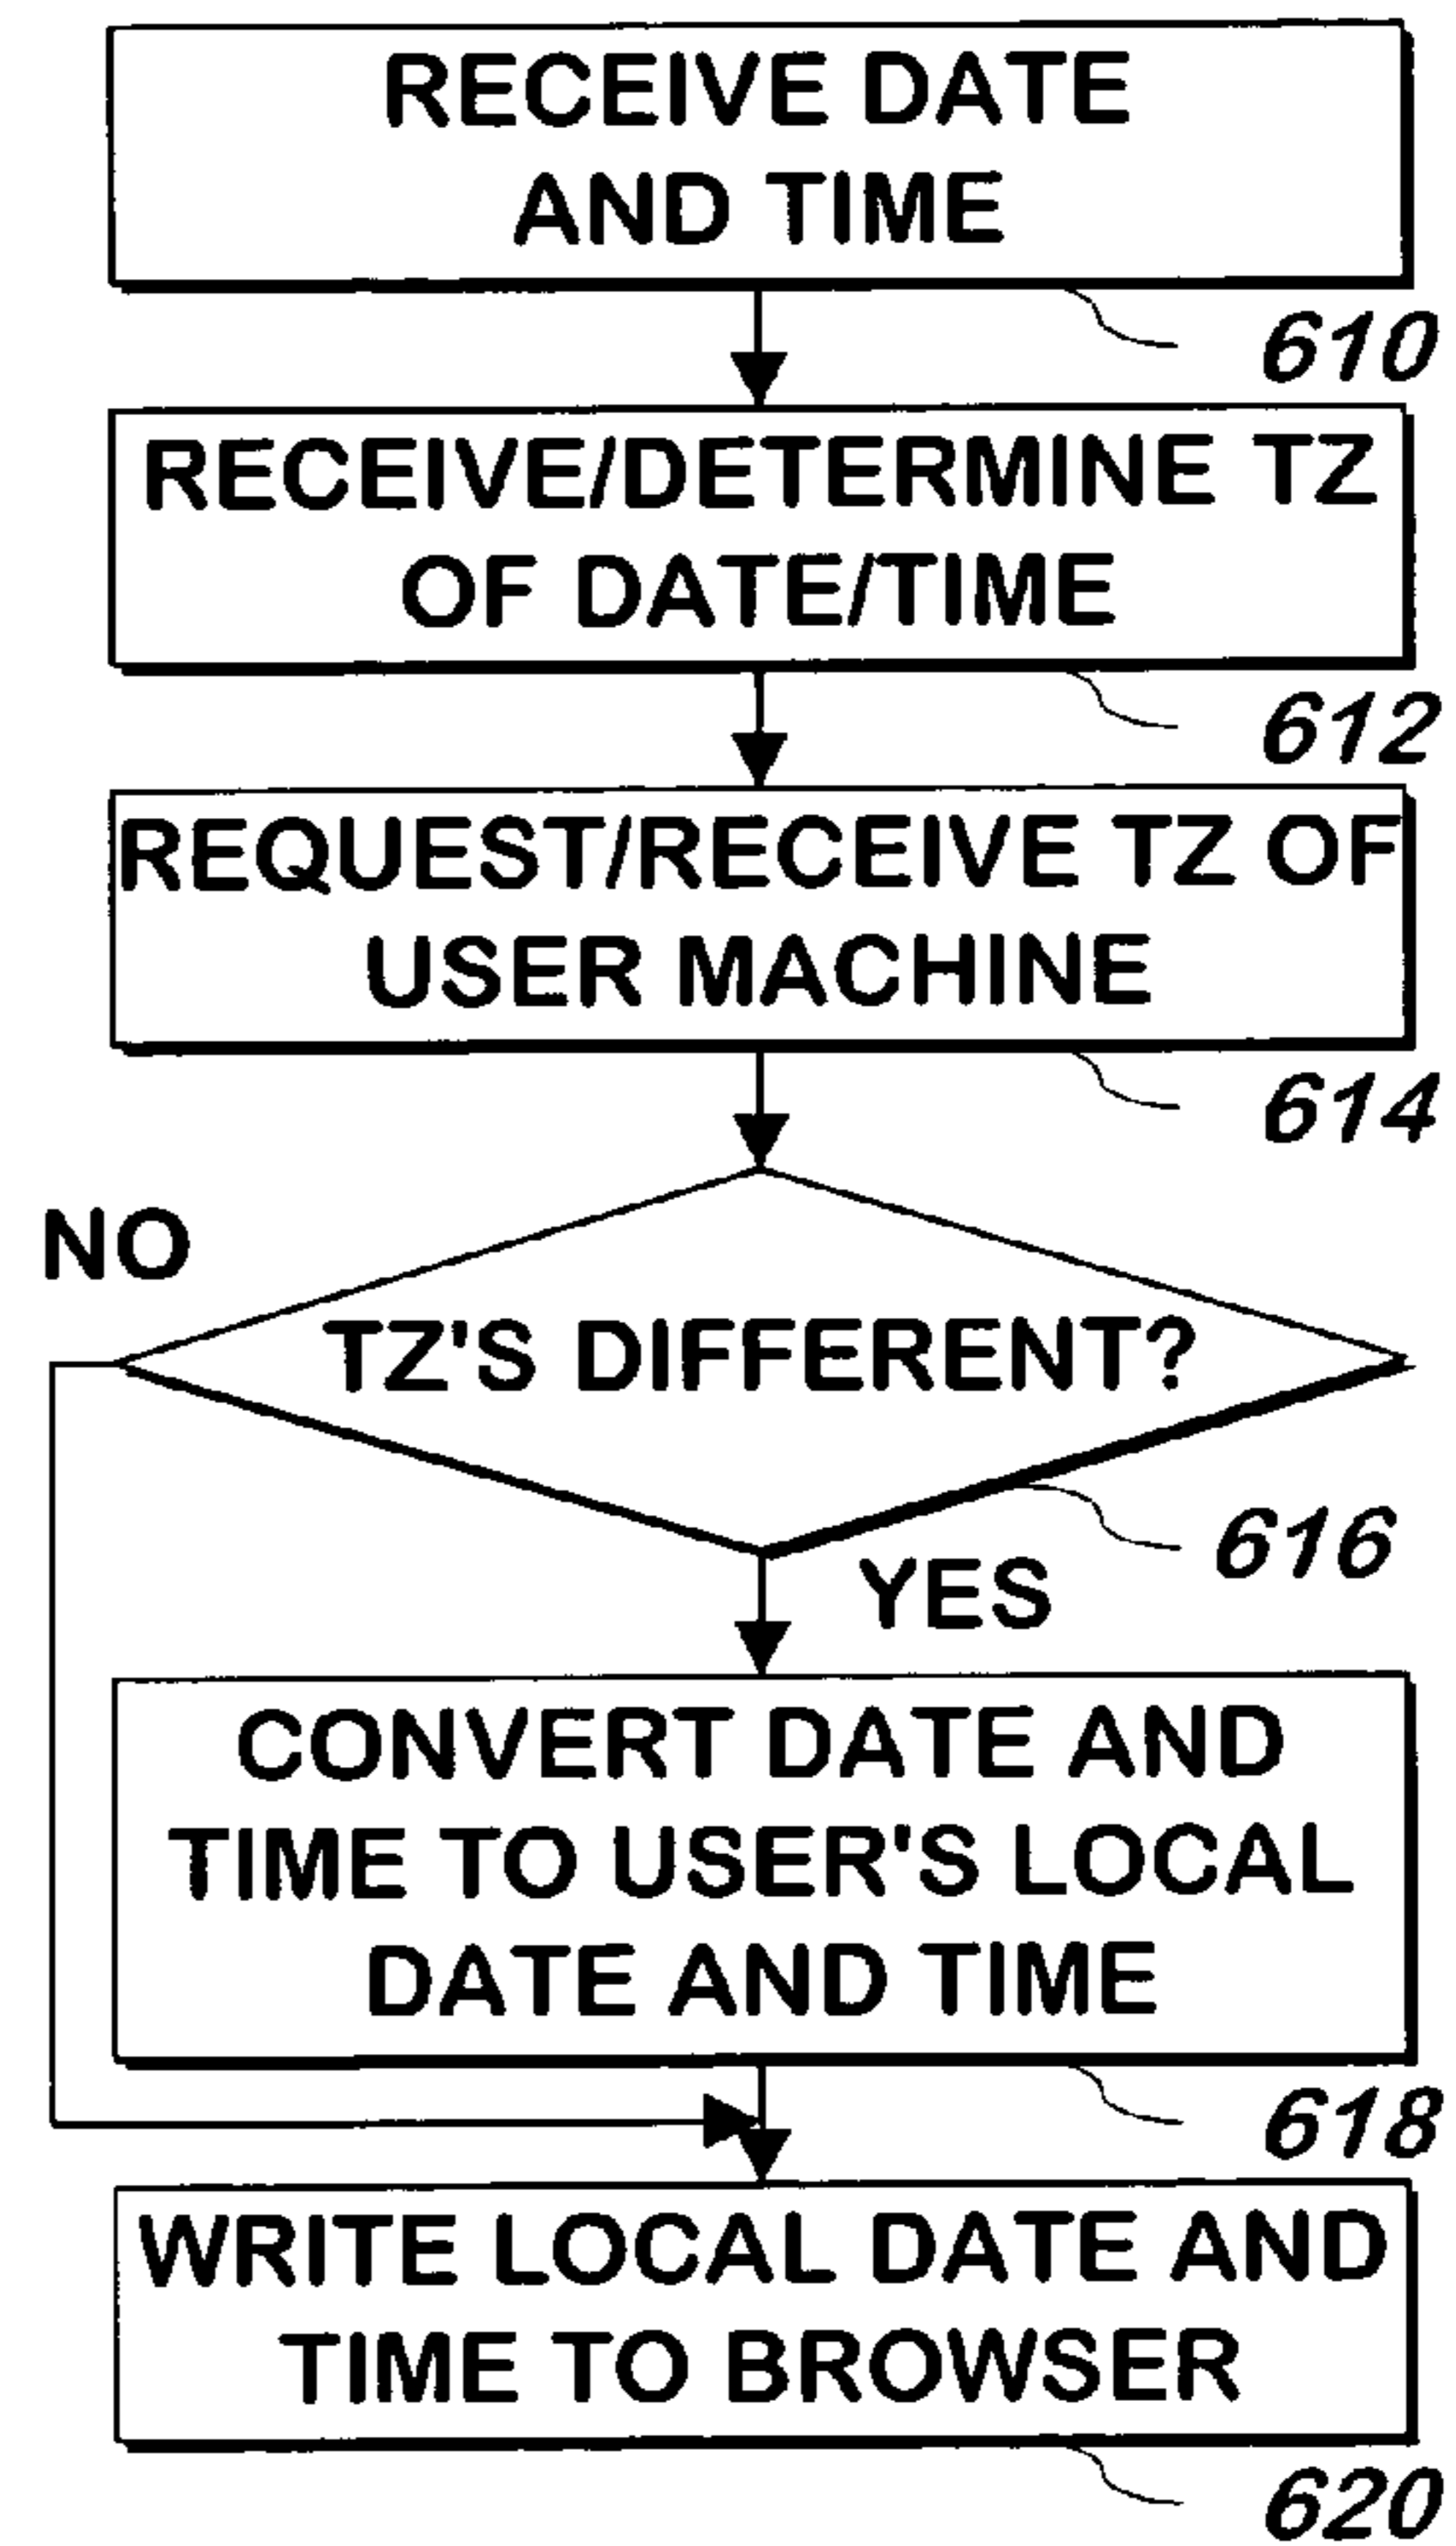 RECEIVE DATE
AND TIME
610
RECEIVE/DETERMINE TZ
OF DATE/TIME
612
REQUEST/RECEIVE TZ OF
USER MACHINE
614
NO
TZ'S DIFFERENT?
616
YES
CONVERT DATE AND
TIME TO USER'S LOCAL
DATE AND TIME
618
WRITE LOCAL DATE AND
TIME TO BROWSER
620